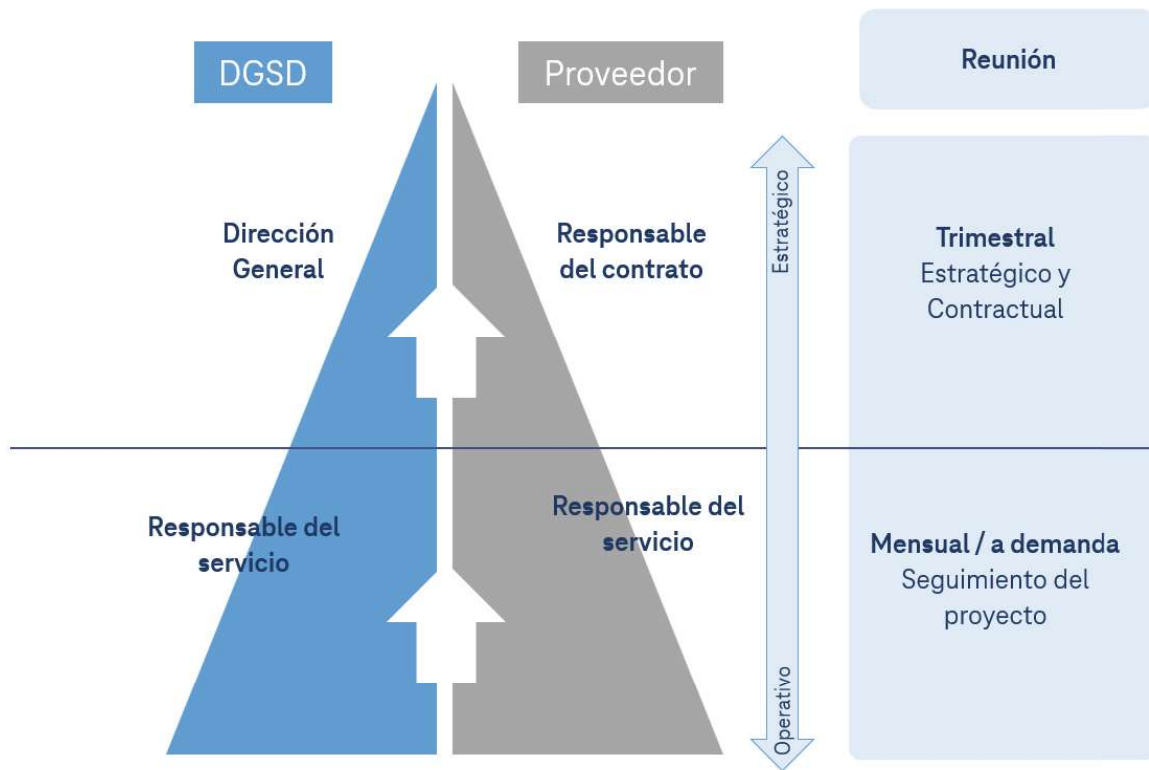 DGSD
Proveedor
Reunión
Dirección
General
Responsable
del contrato
Estratégico
Trimestral
Estratégico y
Contractual
Responsable del
servicio
Responsable del
servicio
Operativo
Mensual / a demanda
Seguimiento del
proyecto